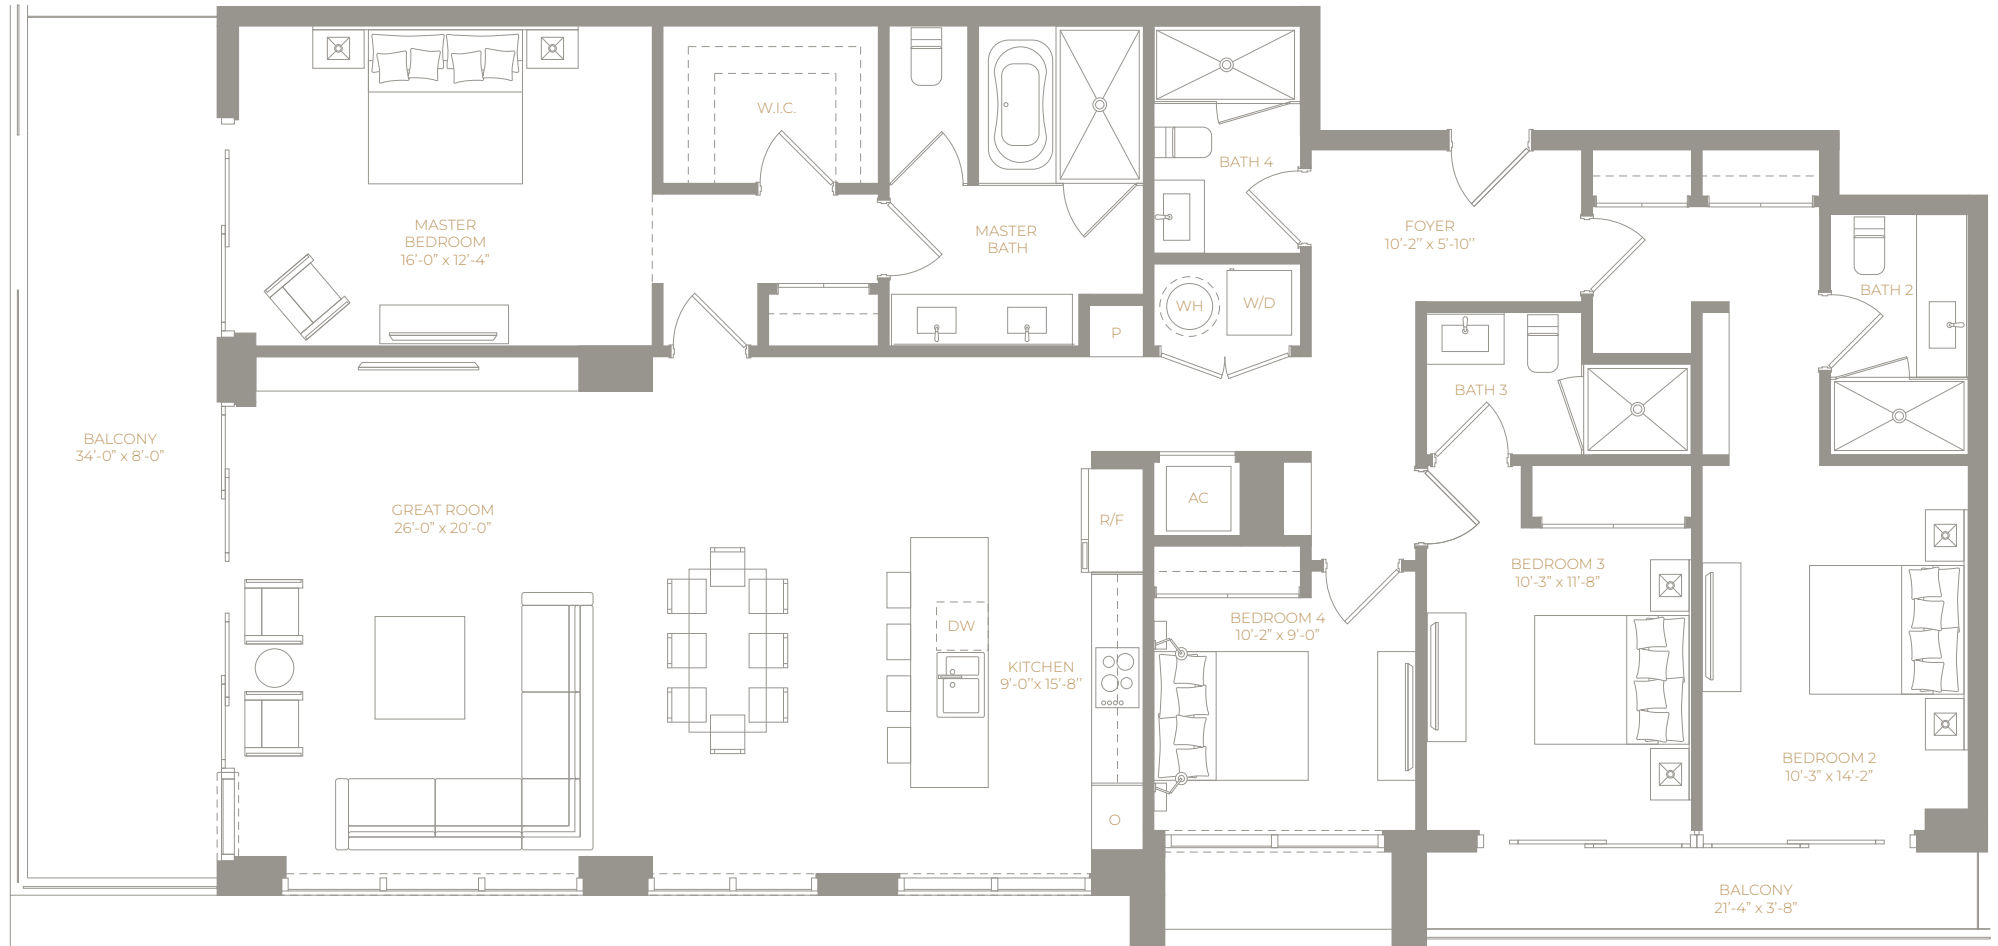 W.I.C.
BATH 4
MASTER
BEDROOM
16'-0" x 12'-4"
MASTER
BATH
FOYER
10'-2" x 5'-10''
BATH 2
WH
W/D
P
BATH 3
BALCONY
34'-0" x 8'-0"
GREAT ROOM
26'-0" x 20'-0"
R/F
AC
BEDROOM 3
10'-3" x 11'-8"
DW
BEDROOM 4
10'-2" x 9'-0"
KITCHEN
9'-0''x 15'-8''
BEDROOM 2
10'-3" x 14'-2"
O
BALCONY
21'-4" x 3'-8"